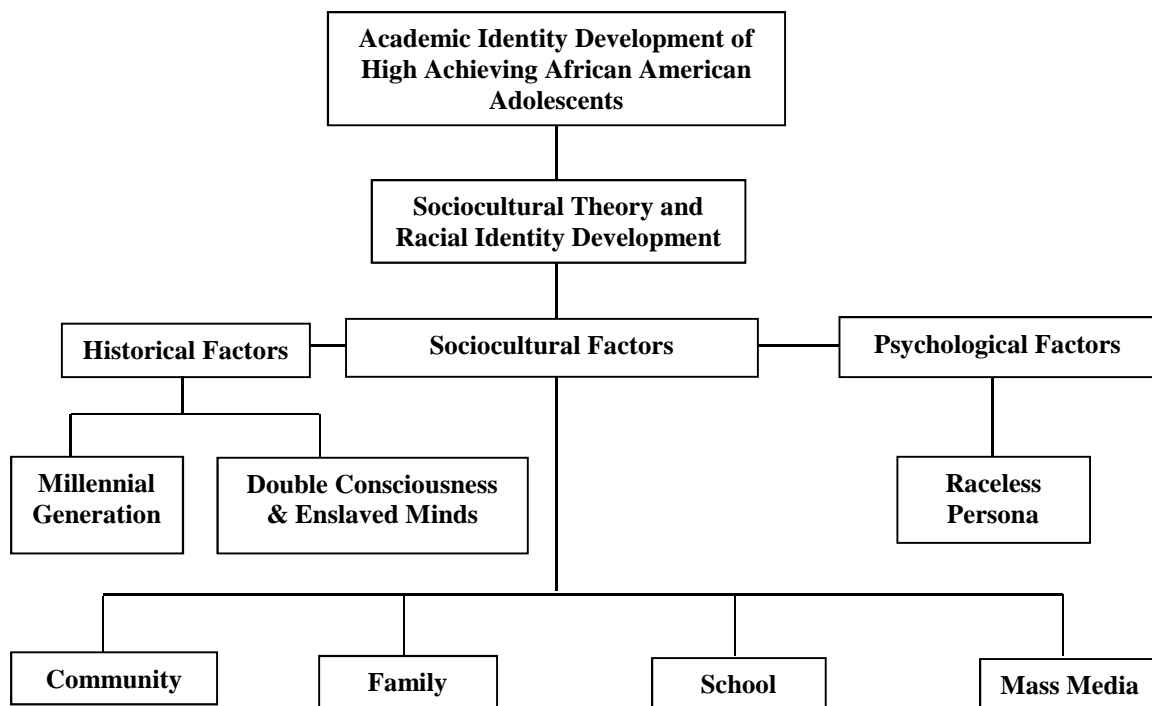 Academic Identity Development of
High Achieving African American
Adolescents
Sociocultural Theory and
Racial Identity Development
Historical Factors
Sociocultural Factors
Psychological Factors
Millennial
Generation
Double Consciousness
& Enslaved Minds
Raceless
Persona
Community
Family
School
Mass Media